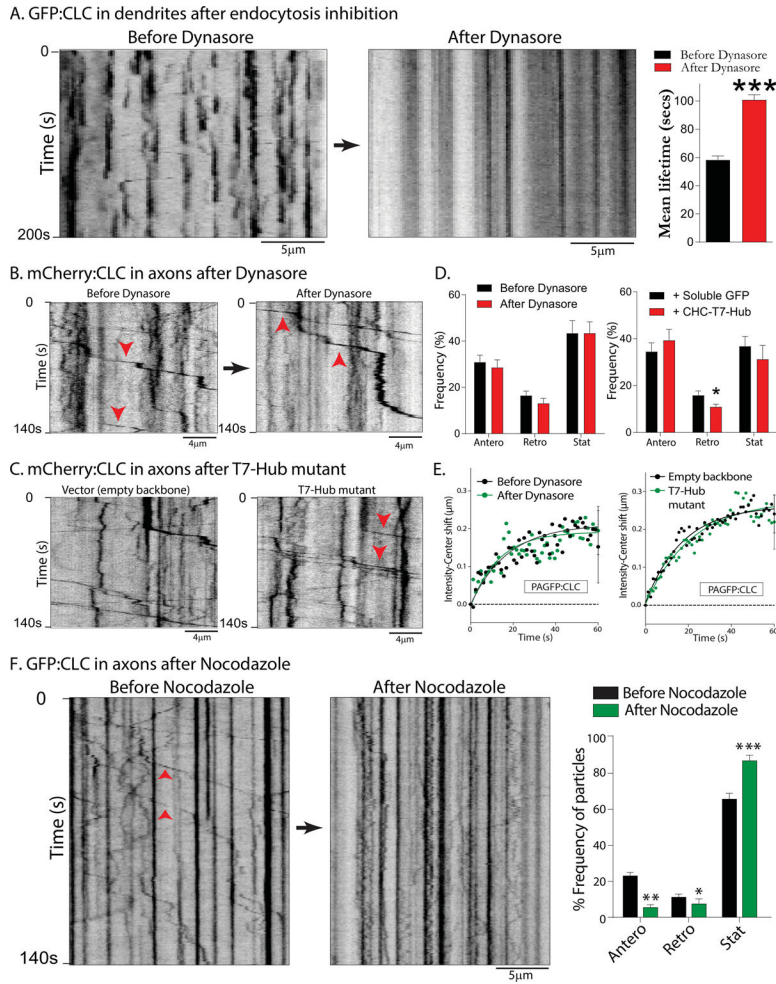 A. GFP:CLC in dendrites after endocytosis inhibition
Before Dynasore
After Dynasore
0
Time (s)
200s
5μm
5μm
Before Dynasore
After Dynasore
***
Mean lifetime (secs)
100
80
60
40
20
0
B. mCherry:CLC in axons after Dynasore
Before Dynasore
After Dynasore
0
Time (s)
140s
4μm
0
140s
4μm
D.
Before Dynasore
After Dynasore
Frequency (%)
60
40
20
0
Antero
Retro
Stat
+ Soluble GFP
+ CHC-T7-Hub
Frequency (%)
60
40
20
0
*
Antero
Retro
Stat
C. mCherry:CLC in axons after T7-Hub mutant
Vector (empty backbone)
T7-Hub mutant
0
Time (s)
140s
4μm
0
140s
4μm
E.
Before Dynasore
After Dynasore
Intensity-Center shift (μm)
0.3
0.2
0.1
0.0
PAGFP:CLC
0 20 40 60
Time (s)
Empty backbone
T7-Hub
mutant
Intensity-Center shift (μm)
0.3
0.2
0.1
0.0
PAGFP:CLC
0 20 40 60
Time (s)
F. GFP:CLC in axons after Nocodazole
Before Nocodazole
After Nocodazole
0
Time (s)
140s
5μm
Before Nocodazole
After Nocodazole
% Frequency of particles
100
80
60
40
20
0
**
*
***
Antero
Retro
Stat